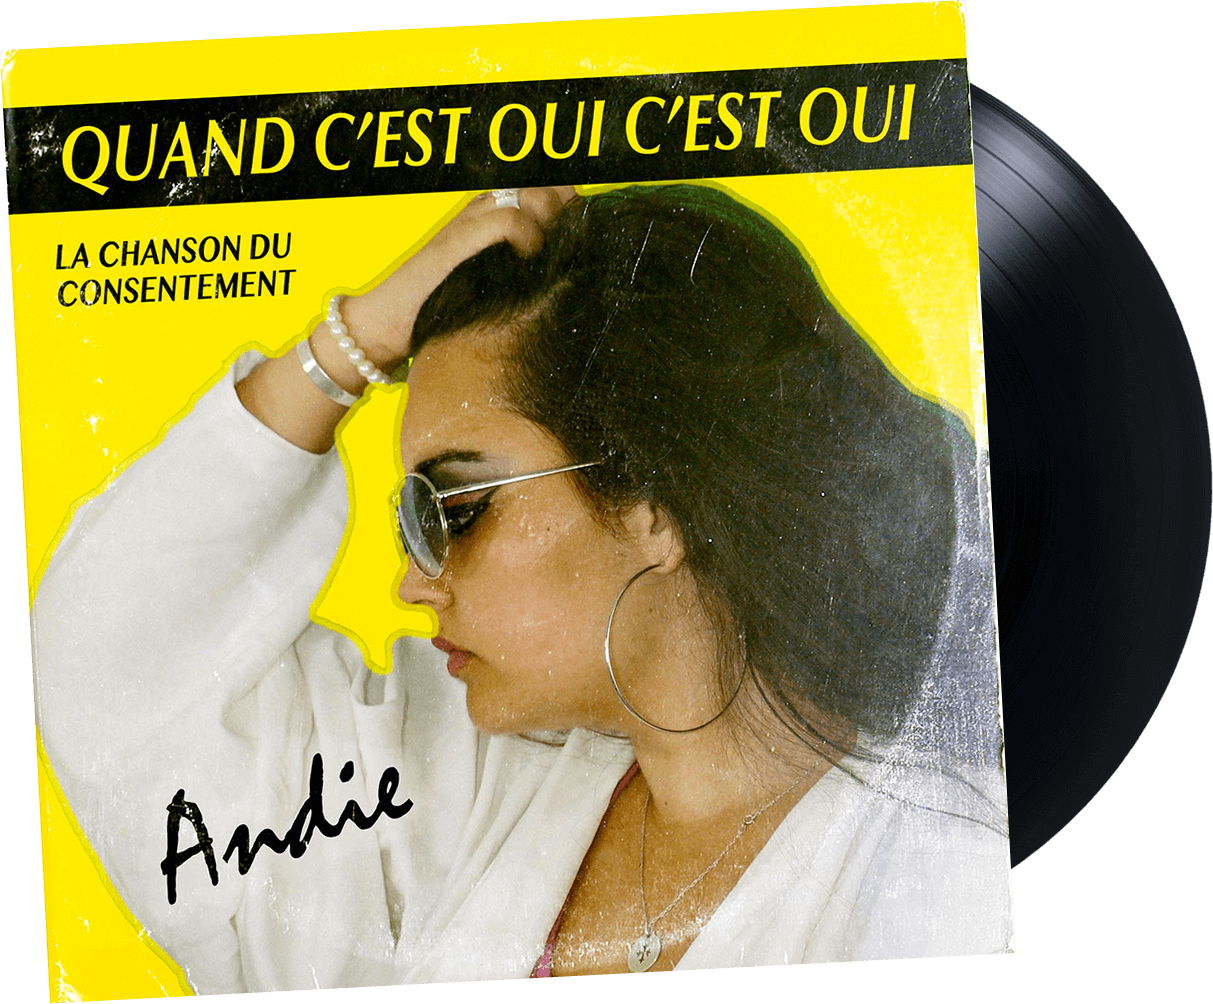 QUAND C'EST OUI C'EST OUI
LA CHANSON DU
CONSENTEMENT
Andie